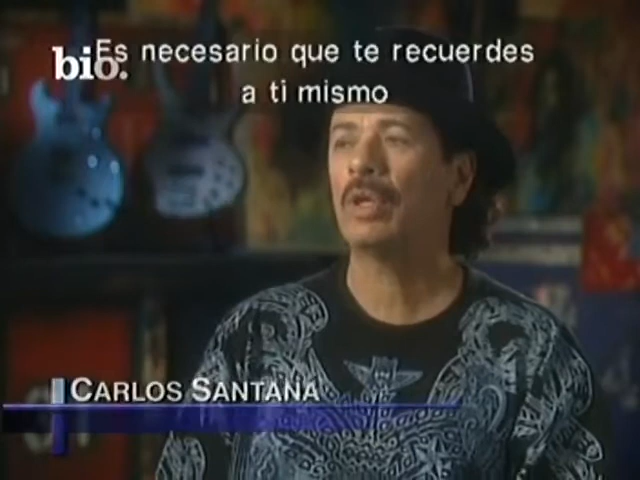 bio.
Es necesario que te recuerdes
a ti mismo
CARLOS SANTANA